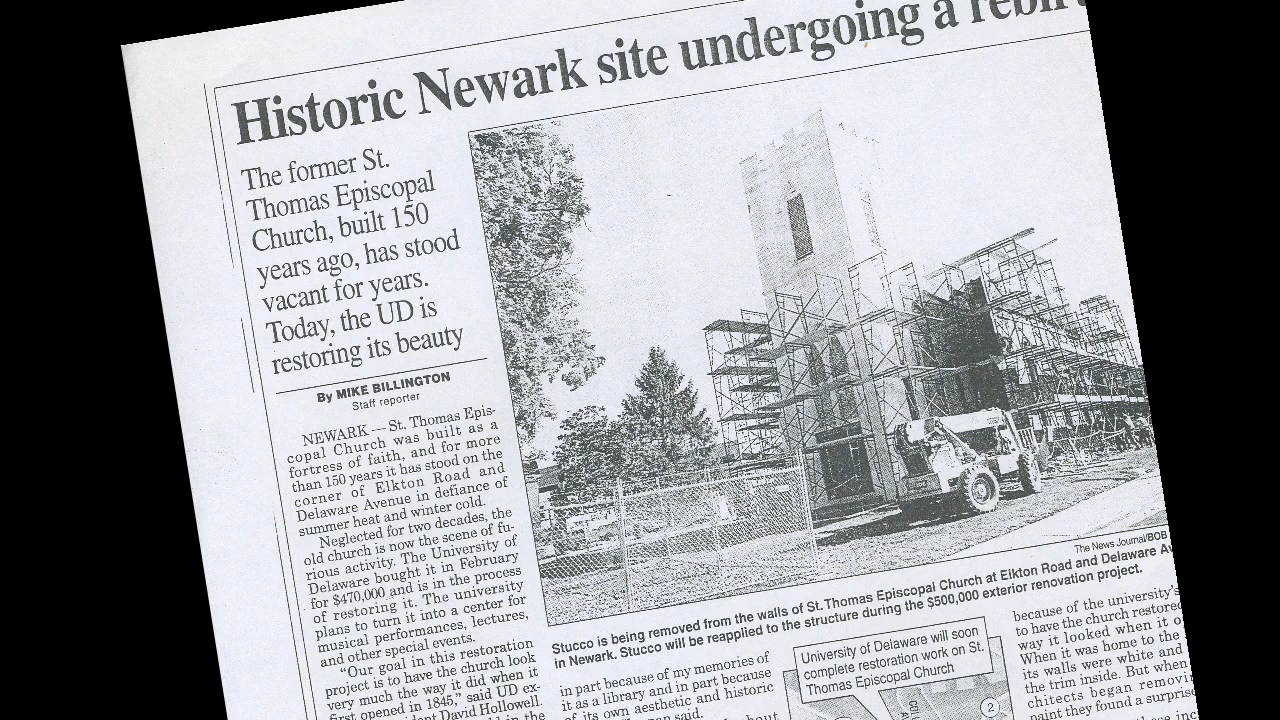 Historic Newark site undergoing a
The former St.
Thomas Episcopal
Church, built 150
years ago, has stood
vacant for years.
Today, the UD is
restoring its beauty
By MIKE BILLINGTON
Staff reporter
NEWARK — St. Thomas Epis-
copal Church was built as a
fortress of faith, and for more
than 150 years it has stood on the
corner of Elkton Road and
Delaware Avenue in defiance of
summer heat and winter cold.
Neglected for two decades, the
old church is now the scene of fu-
rious activity. The University of
Delaware bought it in February
for $470,000 and is in the process
of restoring it. The university
plans to turn it into a center for
musical performances, lectures,
and other special events.
“Our goal in this restoration
project is to have the church look
very much the way it did when it
first opened in 1845,” said UD ex-
David Hollowell.
in the
The News Journal/BOB
Stucco is being removed from the walls of St. Thomas Episcopal Church at Elkton Road and Delaware
in Newark. Stucco will be reapplied to the structure during the $500,000 exterior renovation project.
in part because of my memories of
it as a library and in part because
of its own aesthetic and historic
said.
about
University of Delaware will soon
complete restoration work on St.
Thomas Episcopal Church
2
because of the university's
to have the church restored
way it looked when it
When it was home to the
its walls were white and
the trim inside. But when
chitects began
paint they found a surprise